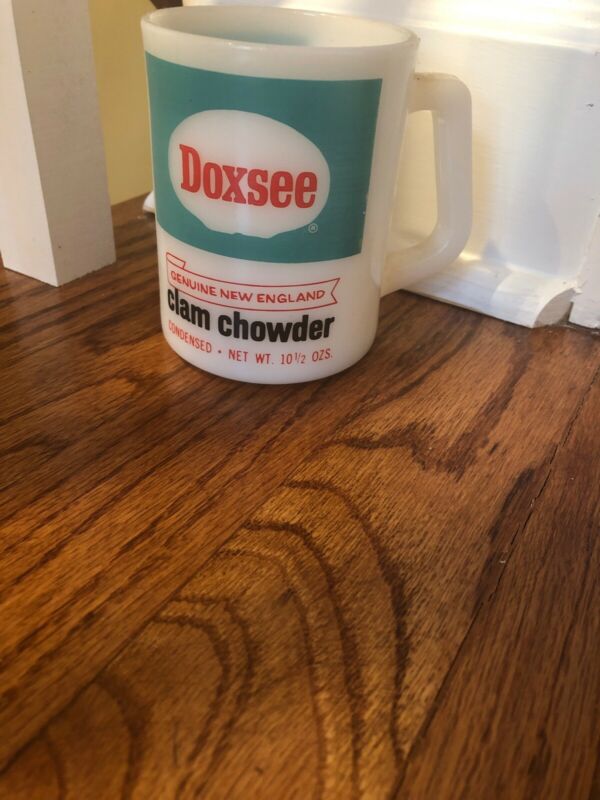 Doxsee
®
GENUINE NEW ENGLAND
clam chowder
CONDENSED • NET WT. 10½ OZS.